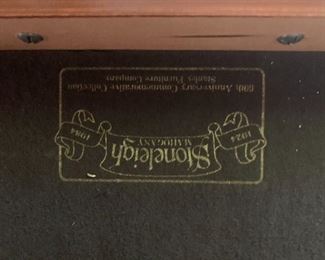 1924 Stoneleigh 1984
MAHOGANY
60th Anniversary Commemorative Collection
Stanley Furniture Company